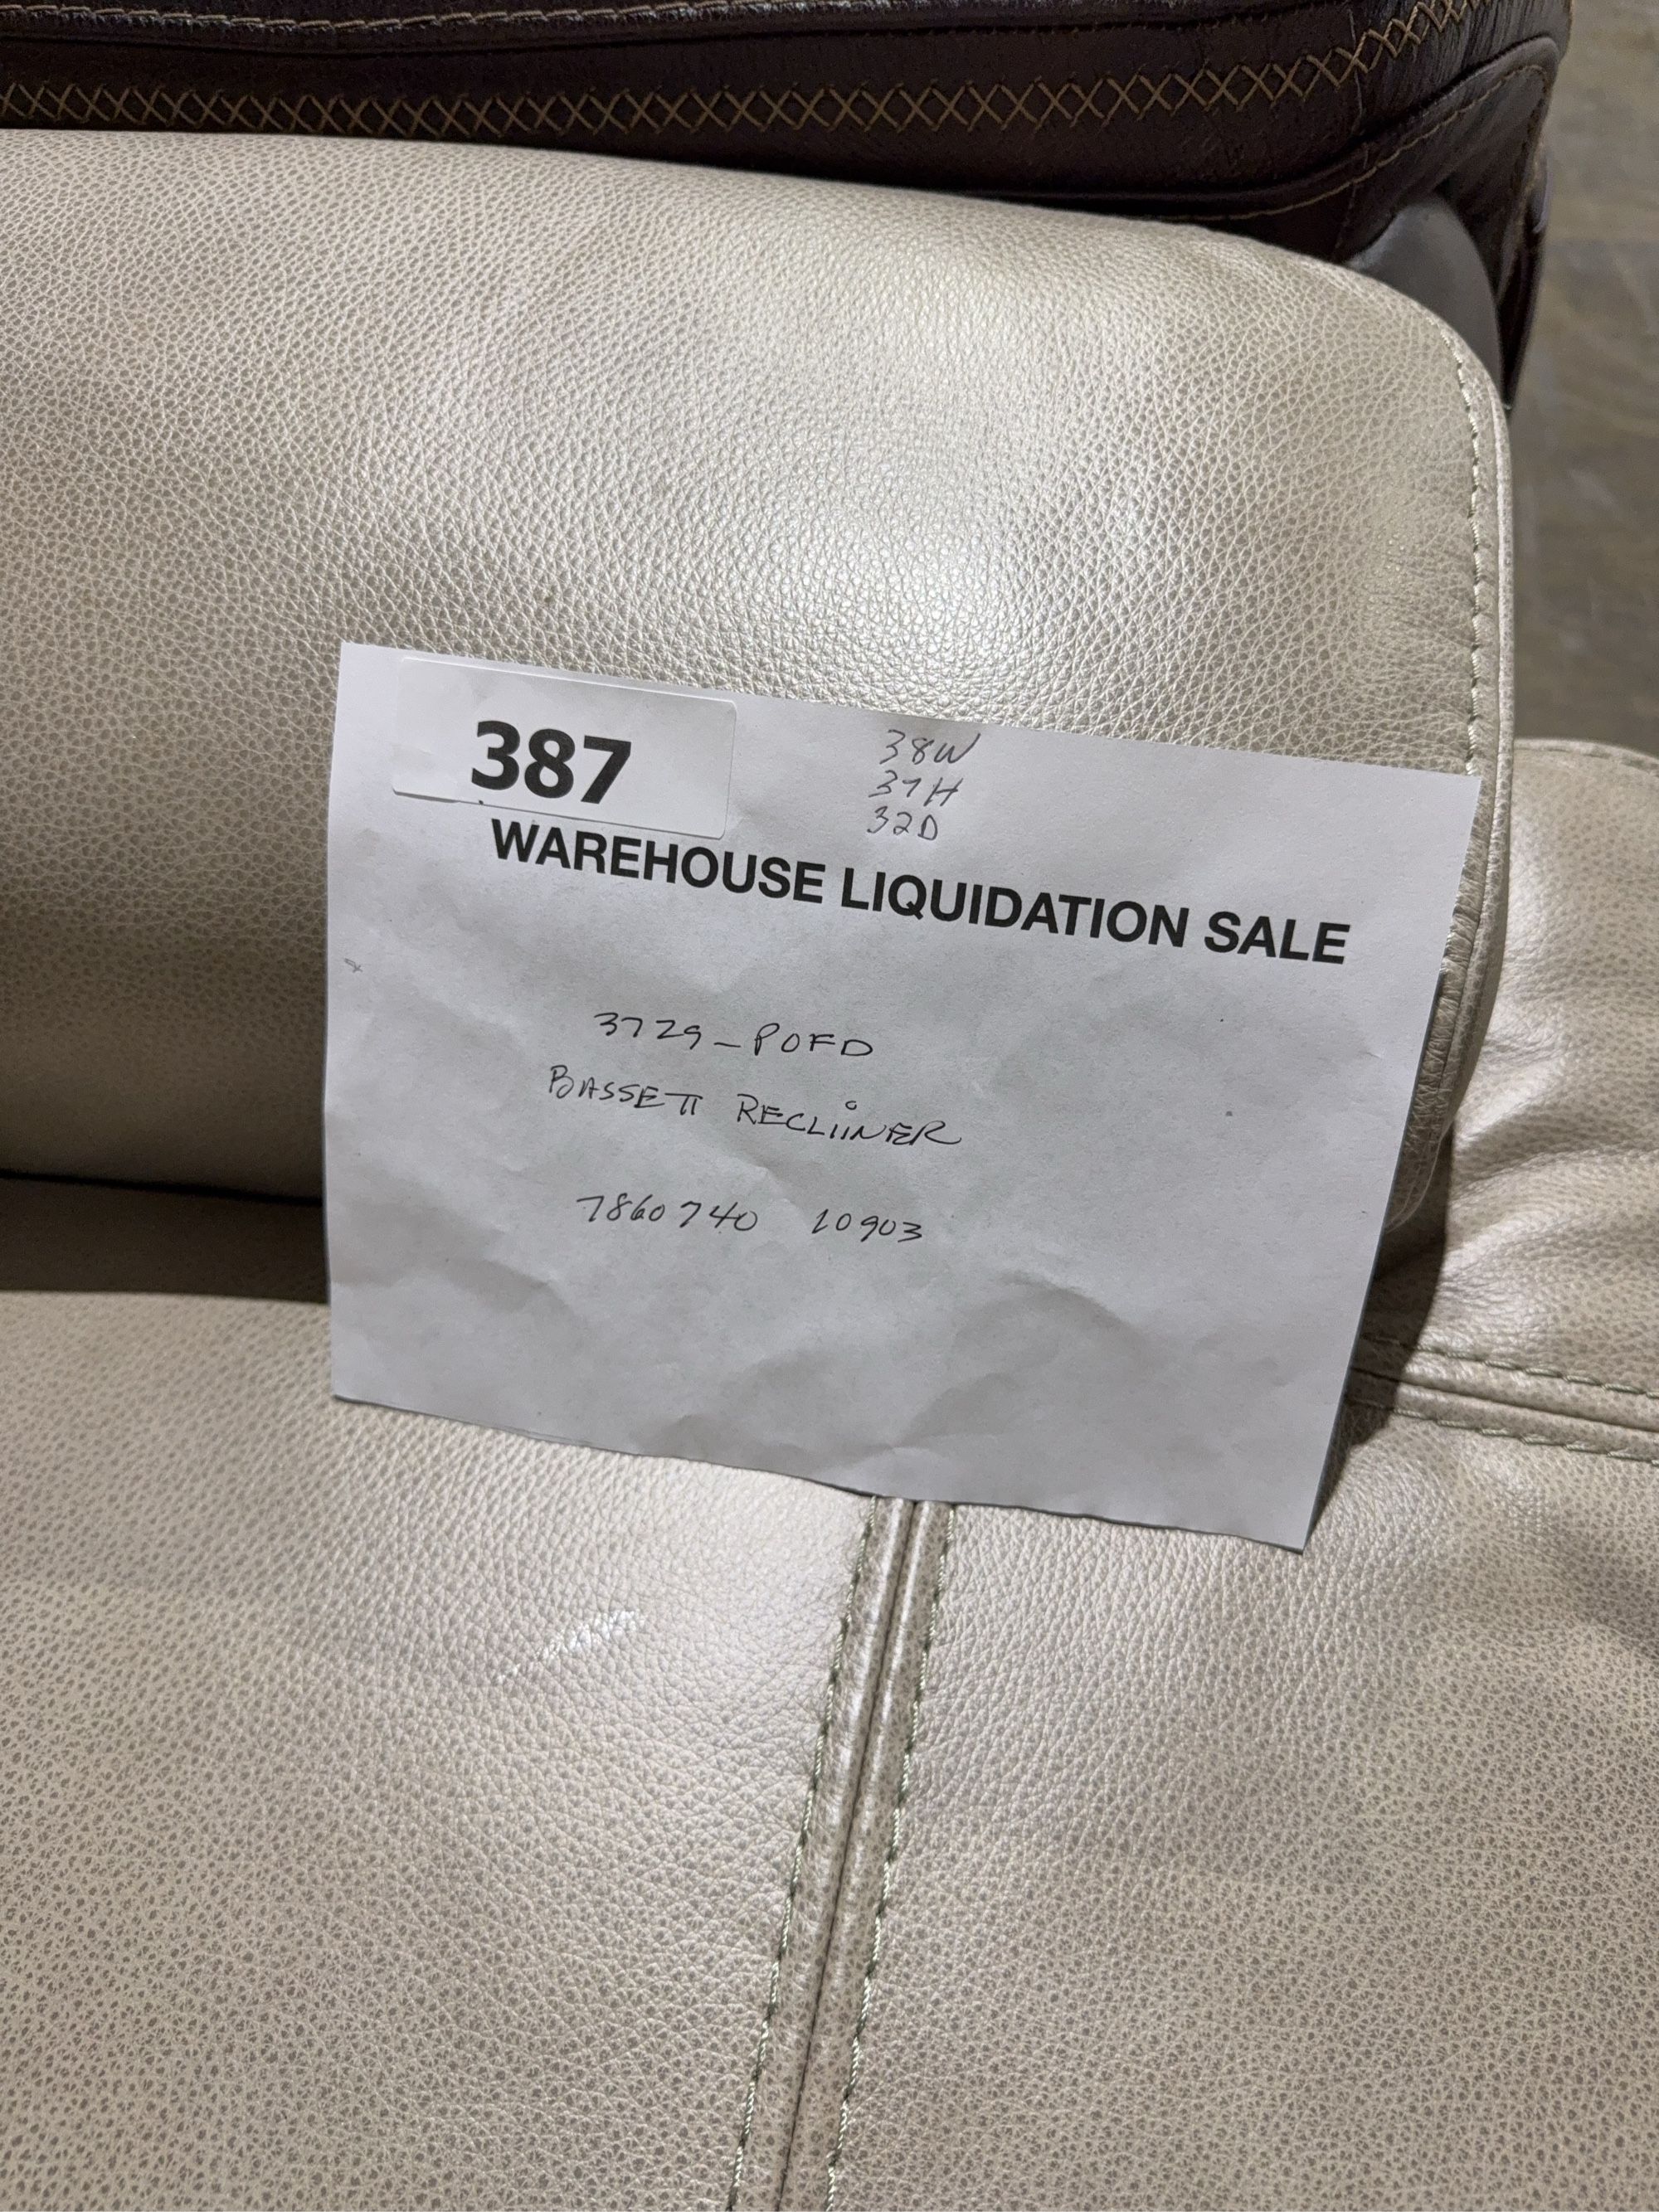 387
38W
37H
32D
WAREHOUSE LIQUIDATION SALE
3729-POFD
BASSETT RECLIINER
7860740 10903